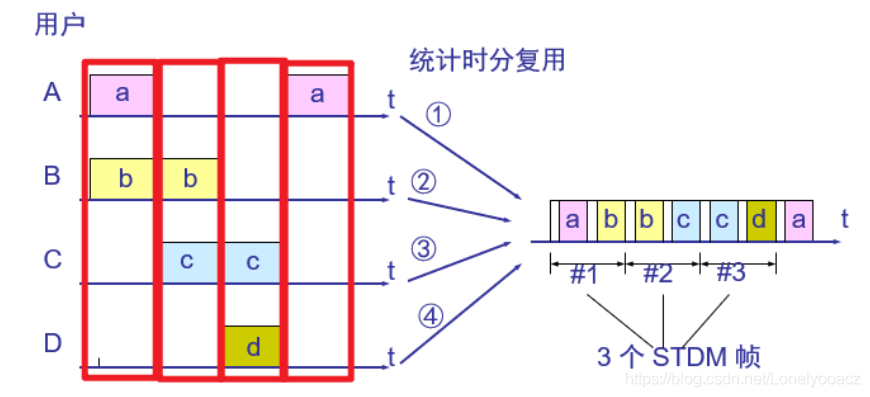 用户
统计时分复用
A a a t ①
B b b t ②
C c c t ③
D d t ④
a b b c c d a t
#1 #2 #3
3 个 STDM 帧
https://blog.csdn.net/Lonelyooacz